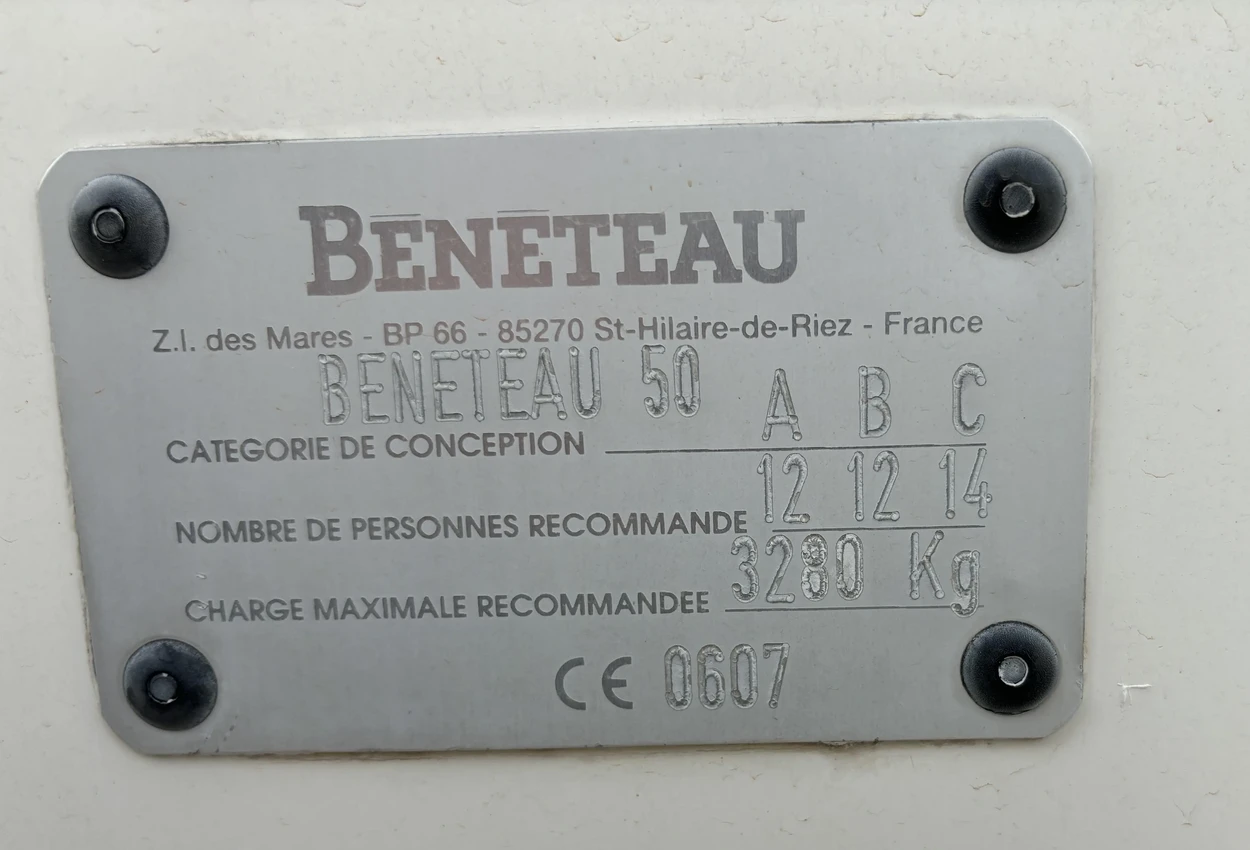 BENETEAU
Z.I. des Mares - BP 66 - 85270 St-Hilaire-de-Riez - France
BENETEAU 50
CATEGORIE DE CONCEPTION A B C
NOMBRE DE PERSONNES RECOMMANDE 12 12 14
CHARGE MAXIMALE RECOMMANDEE 3280 Kg
CE 0607